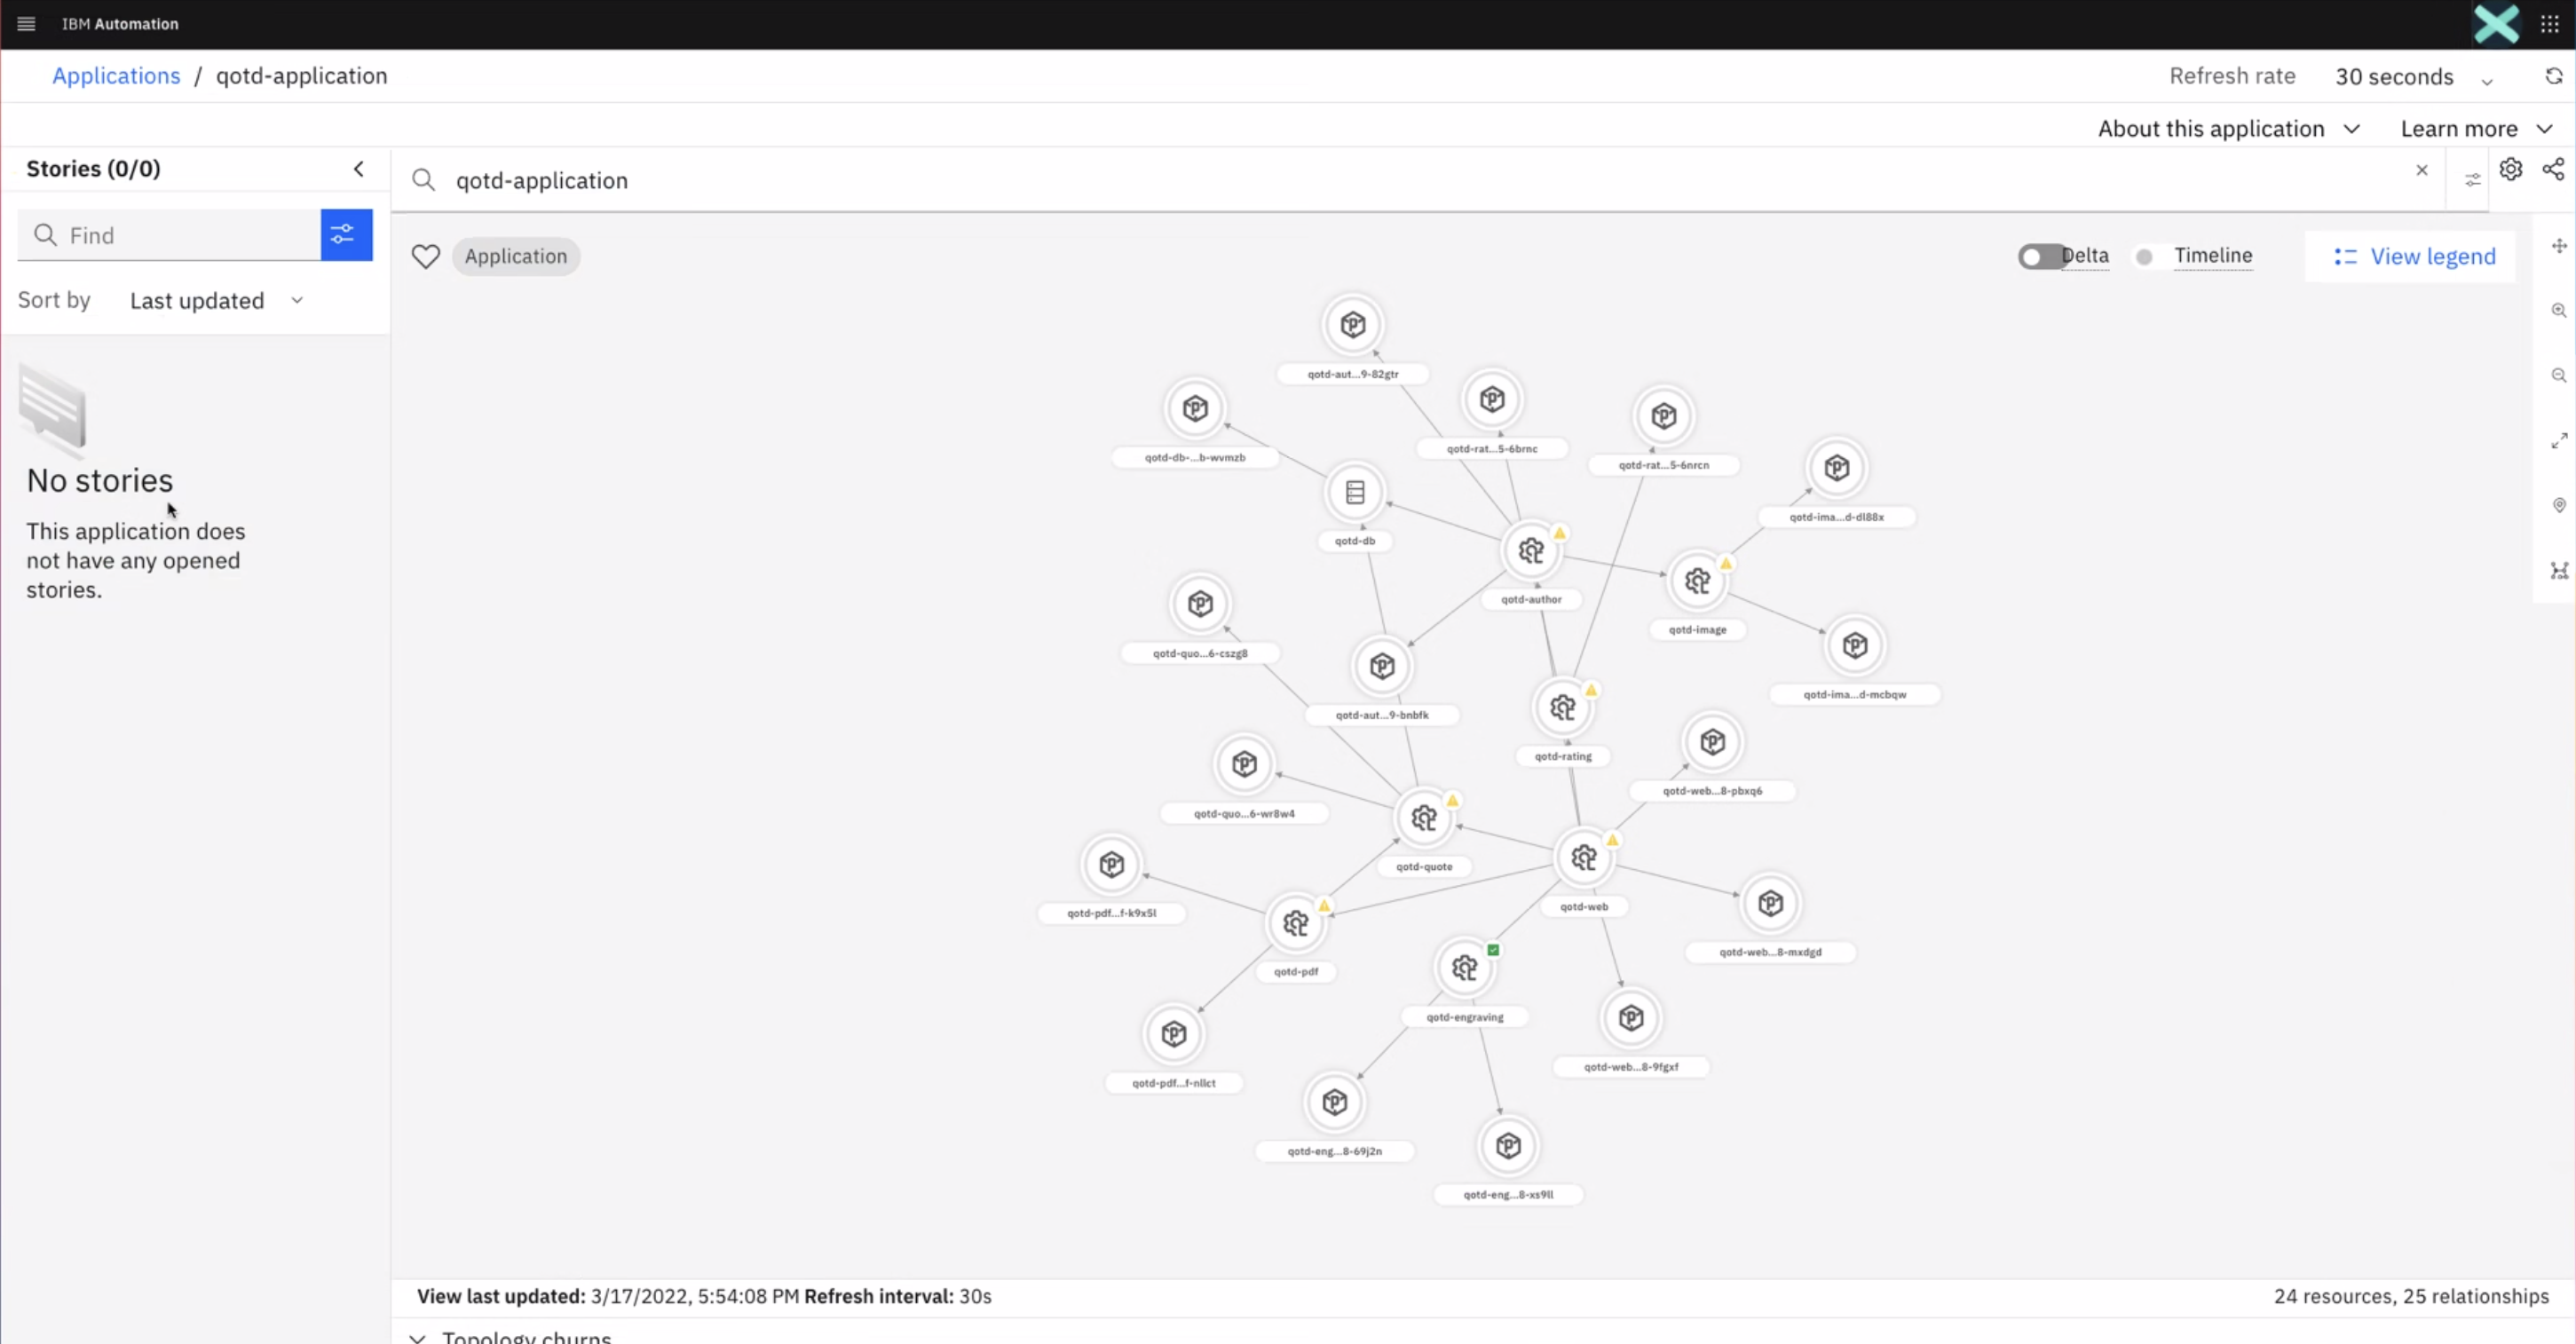 IBM Automation
Applications / qotd-application
Refresh rate 30 seconds
About this application Learn more
Stories (0/0)
qotd-application
Find
Application
Delta Timeline View legend
Sort by Last updated
No stories
This application does
not have any opened
stories.
qotd-aut...9-82gtr
qotd-rat...5-6brnc
qotd-db-...b-wvmzb
qotd-rat...5-6nrcn
qotd-ima...d-dl88x
qotd-db
qotd-author
qotd-image
qotd-quo...6-cszg8
qotd-ima...d-mcbqw
qotd-aut...9-bnbfk
qotd-rating
qotd-web...8-pbxq6
qotd-quo...6-wr8w4
qotd-quote
qotd-web
qotd-pdf...f-k9x5l
qotd-web...8-mxdgd
qotd-pdf
qotd-engraving
qotd-web...8-9fgxf
qotd-pdf...f-nllct
qotd-eng...8-69j2n
qotd-eng...8-xs9ll
View last updated: 3/17/2022, 5:54:08 PM Refresh interval: 30s
24 resources, 25 relationships
Topology churns